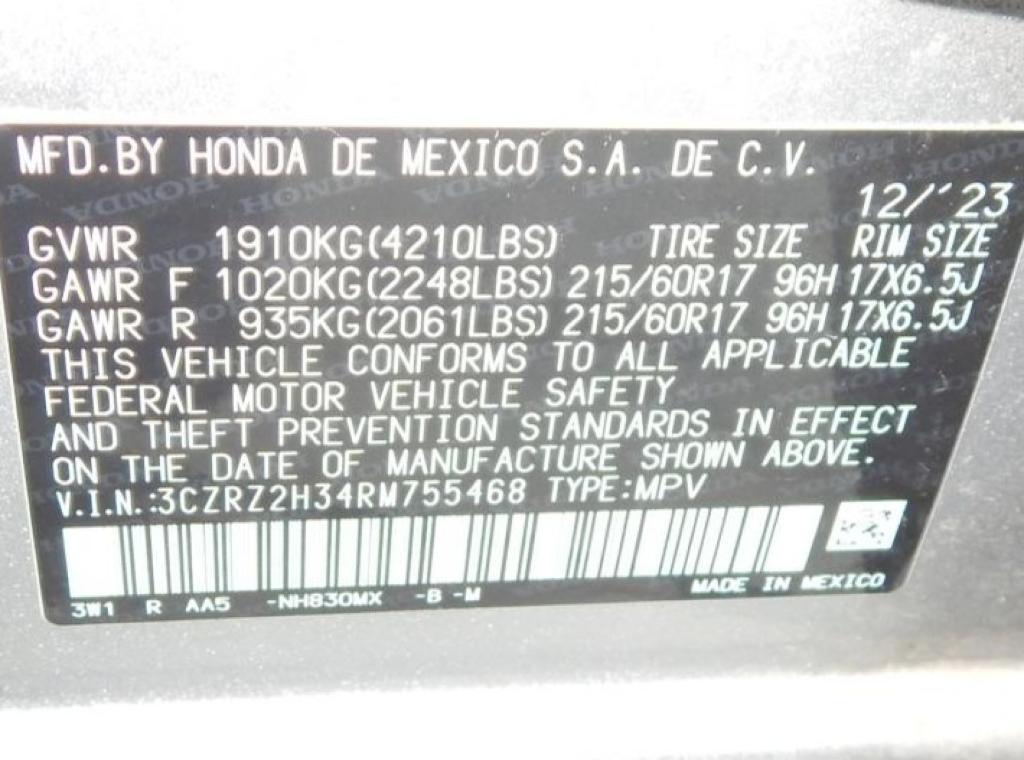 MFD.BY HONDA DE MEXICO S.A. DE C.V.
12/'23
GVWR 1910KG(4210LBS) TIRE SIZE RIM SIZE
GAWR F 1020KG(2248LBS) 215/60R17 96H 17X6.5J
GAWR R 935KG(2061LBS) 215/60R17 96H 17X6.5J
THIS VEHICLE CONFORMS TO ALL APPLICABLE
FEDERAL MOTOR VEHICLE SAFETY
AND THEFT PREVENTION STANDARDS IN EFFECT
ON THE DATE OF MANUFACTURE SHOWN ABOVE.
V.I.N.:3CZRZ2H34RM755468 TYPE:MPV
3W1 R AA5 -NH830MX -B -M MADE IN MEXICO